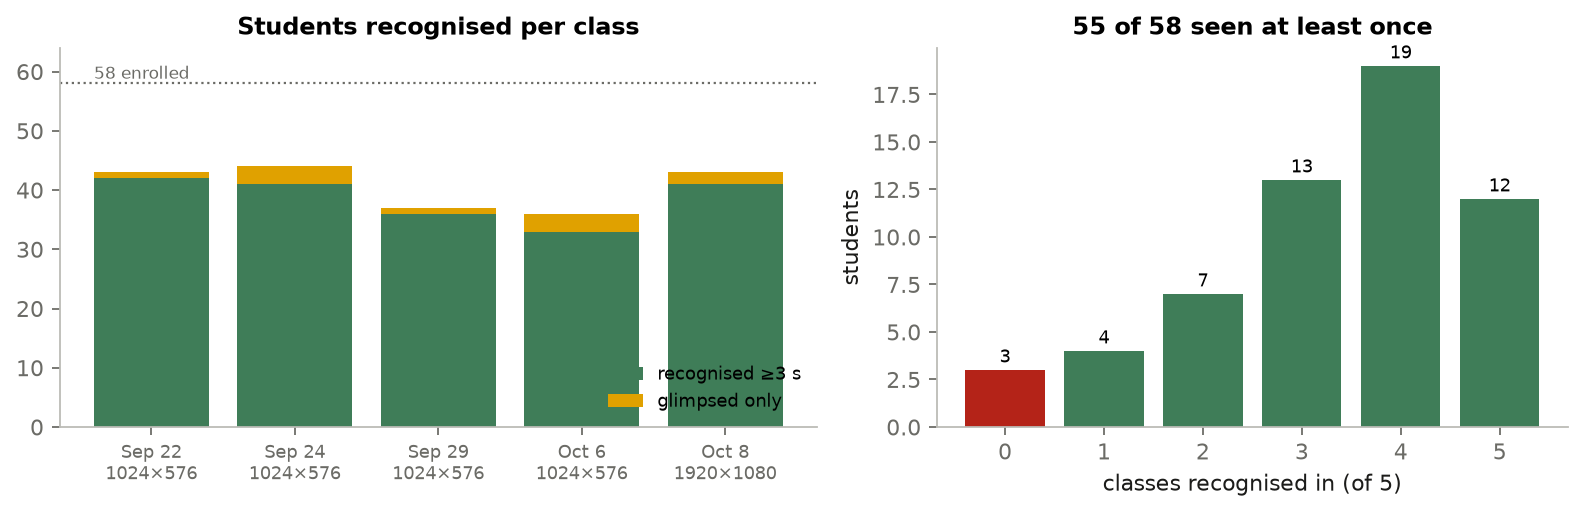 Students recognised per class
60
50
40
30
20
10
0
58 enrolled
recognised ≥3 s
glimpsed only
Sep 22
1024×576
Sep 24
1024×576
Sep 29
1024×576
Oct 6
1024×576
Oct 8
1920×1080
55 of 58 seen at least once
students
17.5
15.0
12.5
10.0
7.5
5.0
2.5
0.0
3
4
7
13
19
12
0 1 2 3 4 5
classes recognised in (of 5)